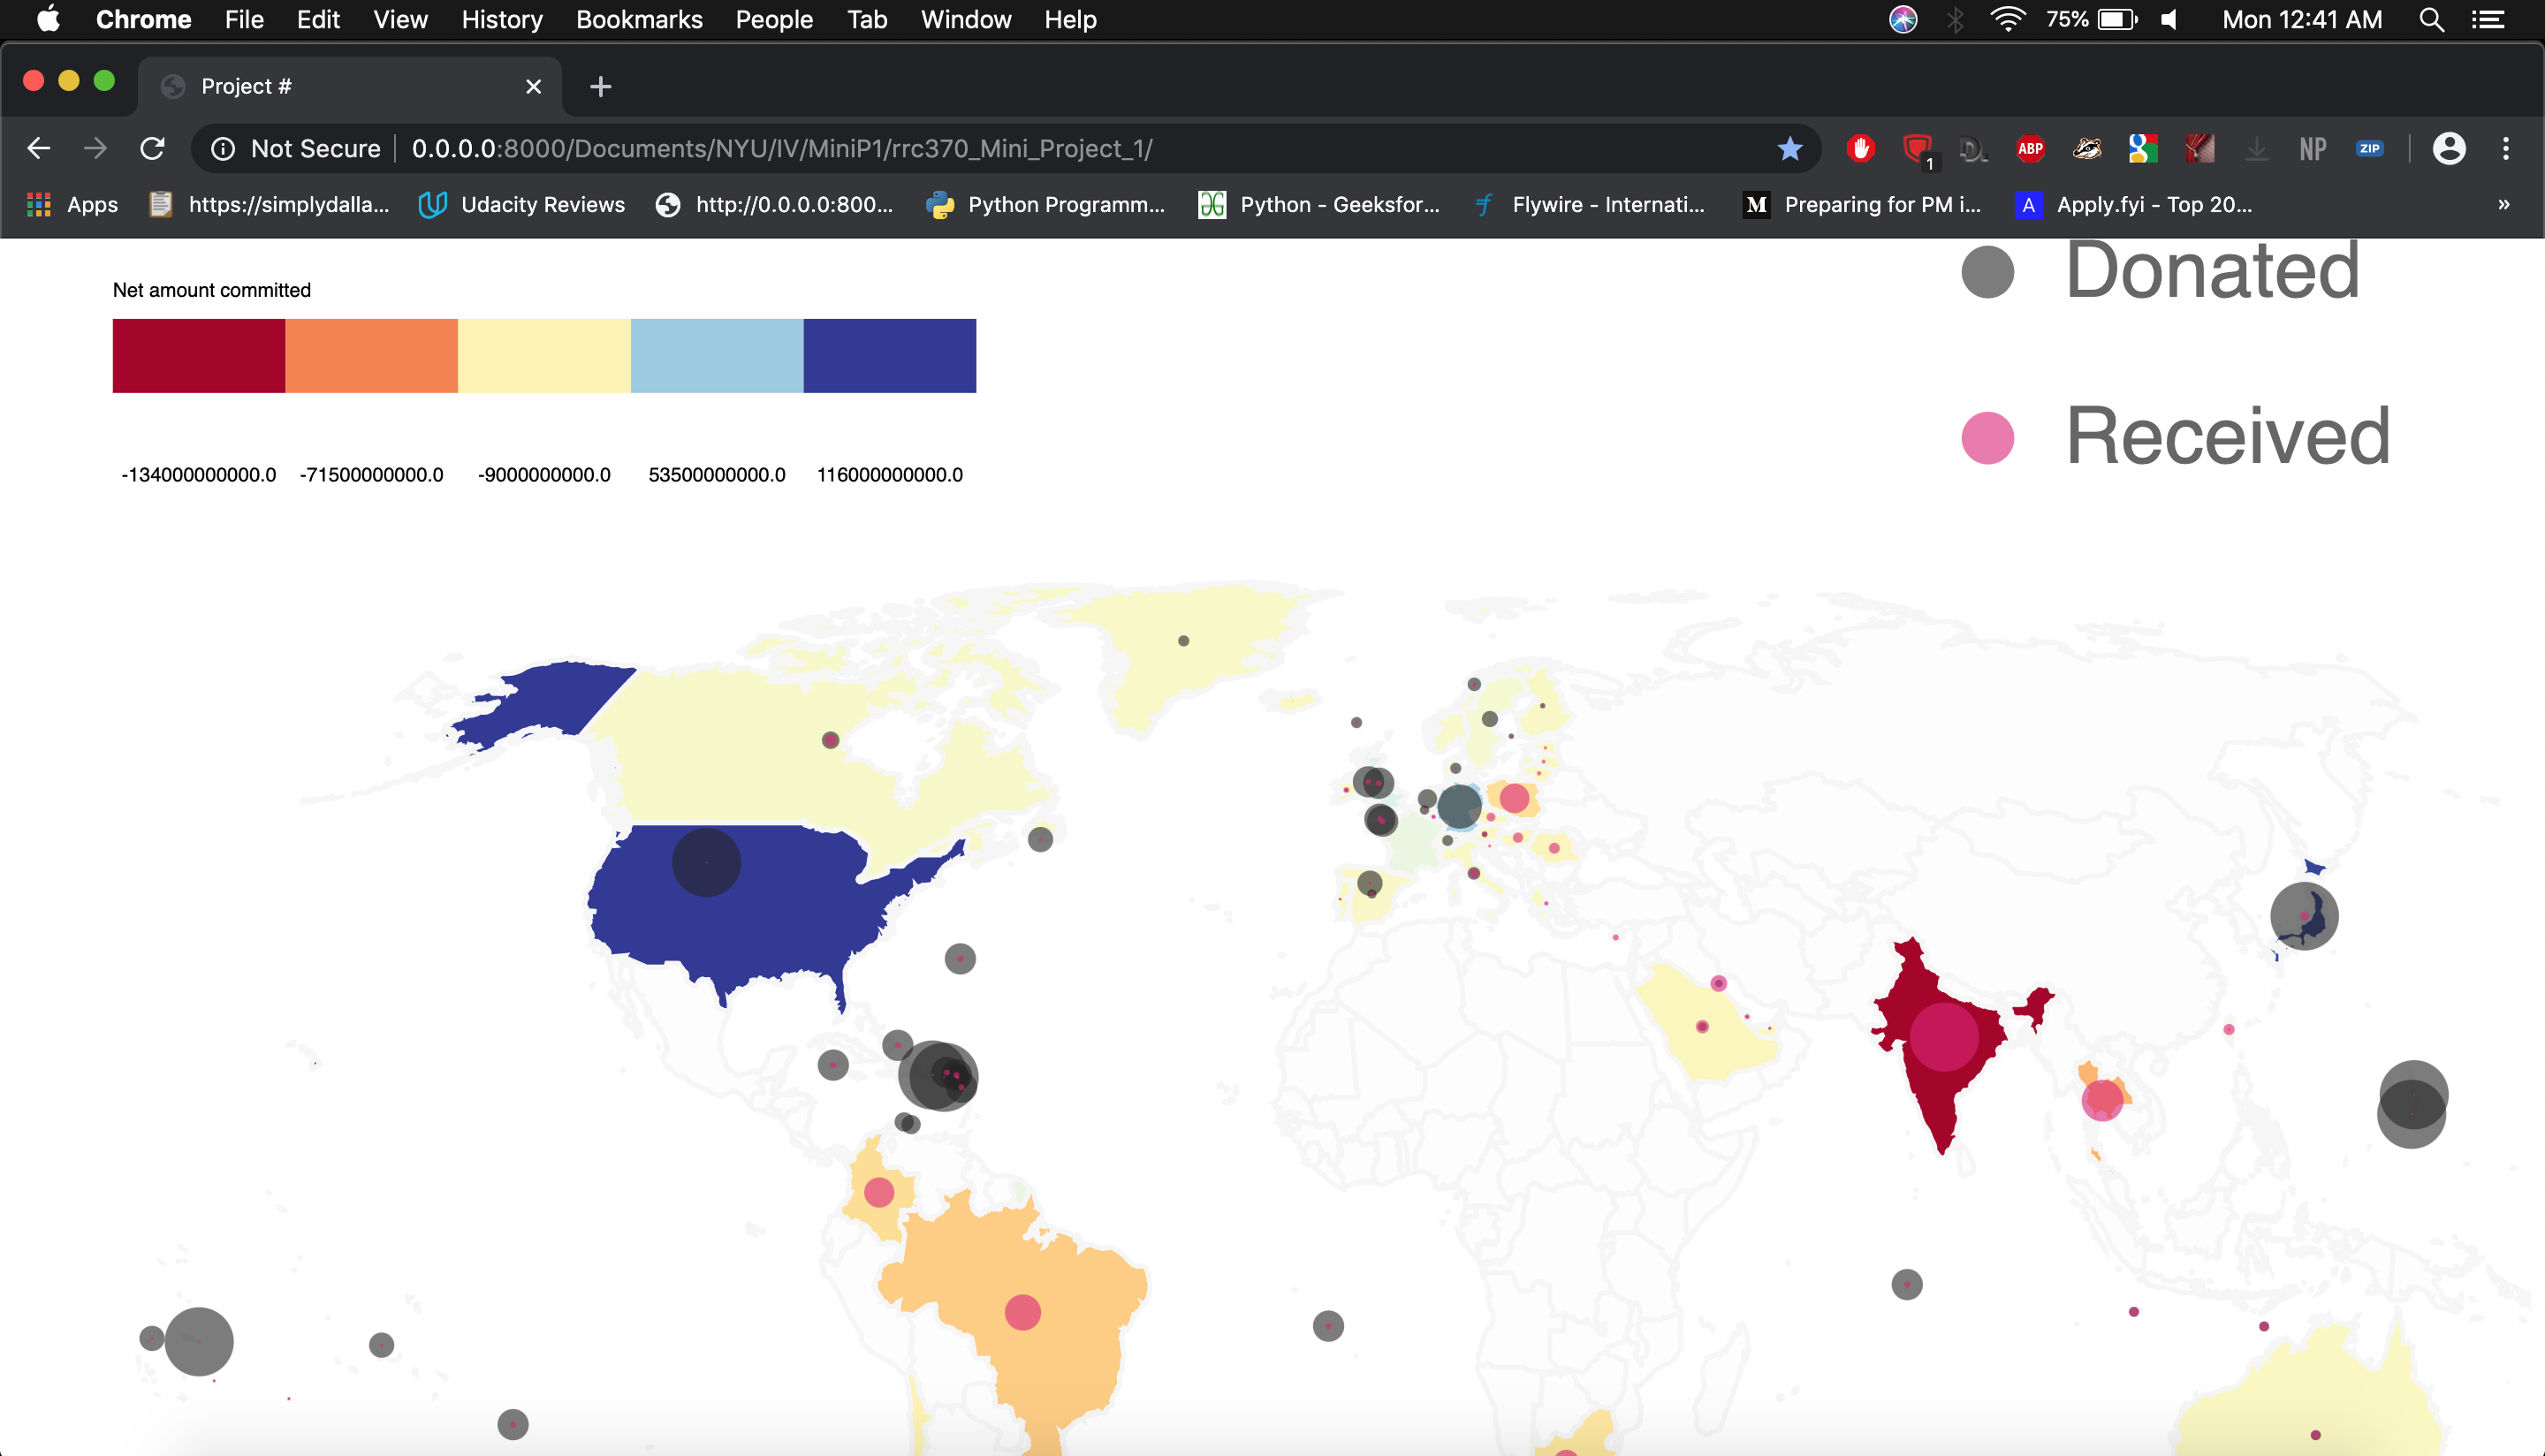 Chrome File Edit View History Bookmarks People Tab Window Help 75% Mon 12:41 AM
Project #
Not Secure 0.0.0.0:8000/Documents/NYU/IV/MiniP1/rrc370_Mini_Project_1/ 1 D. ABP NP ZIP
Apps https://simplydalla... Udacity Reviews http://0.0.0.0:800... Python Programm... Python - Geeksfor... Flywire - Internati... M Preparing for PM i... A Apply.fyi - Top 20... »
Donated
Net amount committed
Received
-134000000000.0 -71500000000.0 -9000000000.0 53500000000.0 116000000000.0